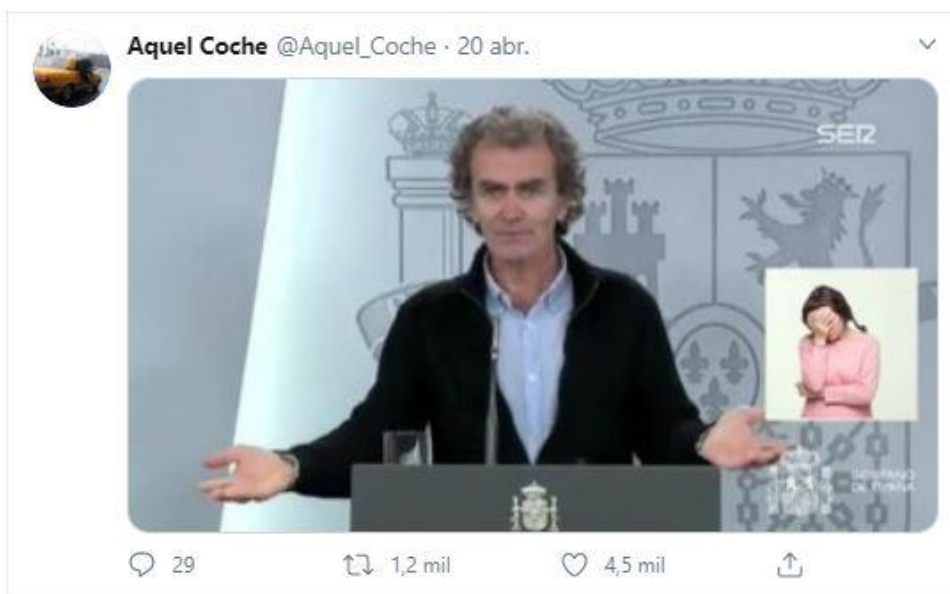 Aquel Coche @Aquel_Coche · 20 abr.
SER
GOBIERNO
DE ESPAÑA
29 1,2 mil 4,5 mil